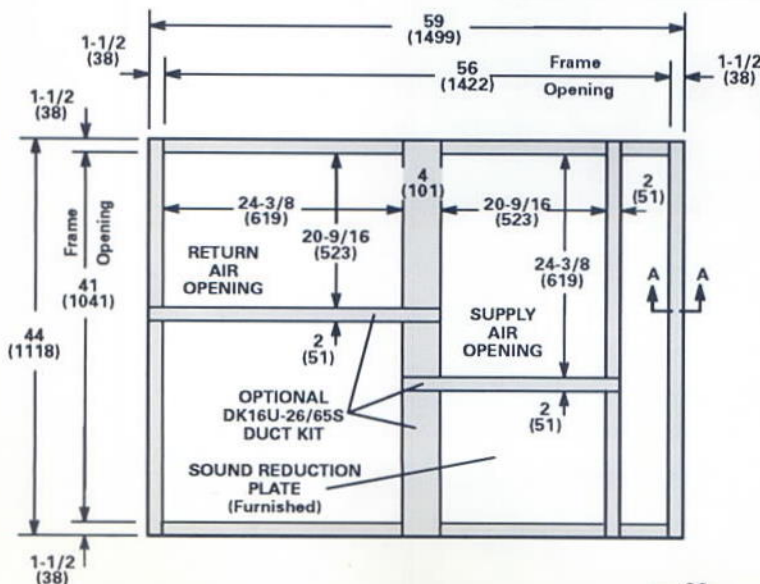 59
(1499)
1-1/2
(38)
56
(1422)
Frame
Opening
1-1/2
(38)
1-1/2
(38)
4
(101)
2
(51)
24-3/8
(619)
20-9/16
(523)
20-9/16
(523)
Frame
Opening
RETURN
AIR
OPENING
24-3/8
(619)
A
A
41
(1041)
44
(1118)
SUPPLY
AIR
OPENING
2
(51)
OPTIONAL
DK16U-26/65S
DUCT KIT
2
(51)
SOUND REDUCTION
PLATE
(Furnished)
1-1/2
(38)